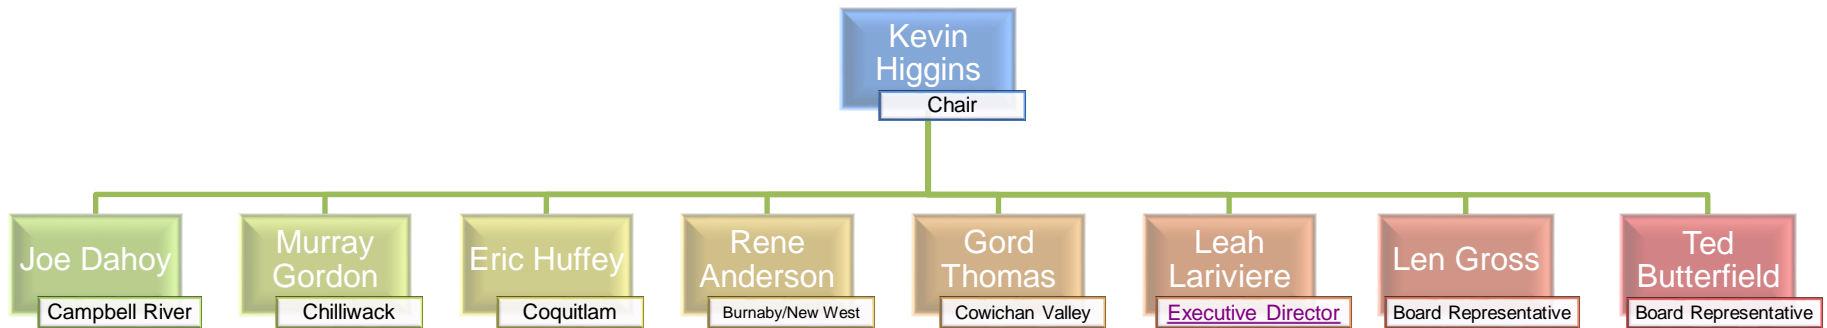 Kevin
Higgins
Chair
Joe Dahoy
Campbell River
Murray
Gordon
Chilliwack
Eric Huffey
Coquitlam
Rene
Anderson
Burnaby/New West
Gord
Thomas
Cowichan Valley
Leah
Lariviere
Executive Director
Len Gross
Board Representative
Ted
Butterfield
Board Representative